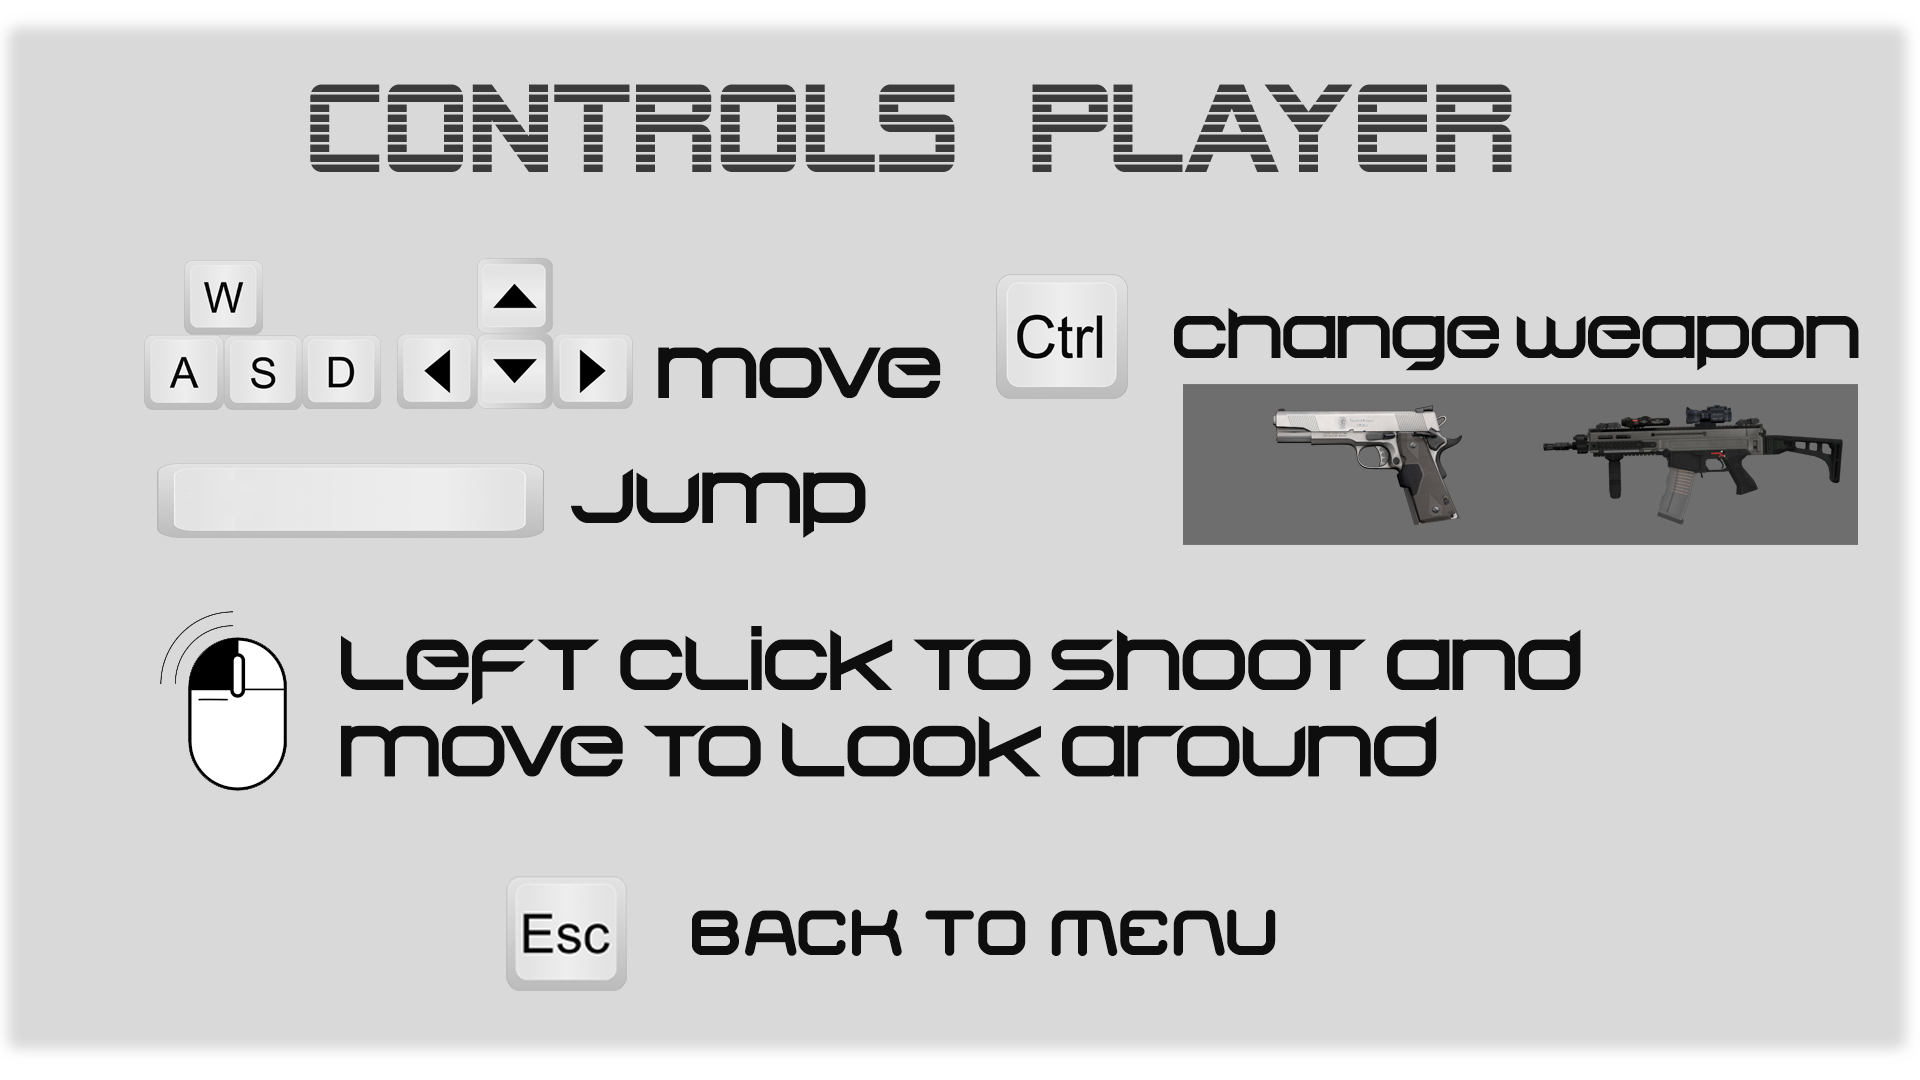 CONTROLS PLAYER
W
A S D
move
Ctrl
change weapon
Jump
Left click to shoot and
move to look around
Esc
BACK TO MENU